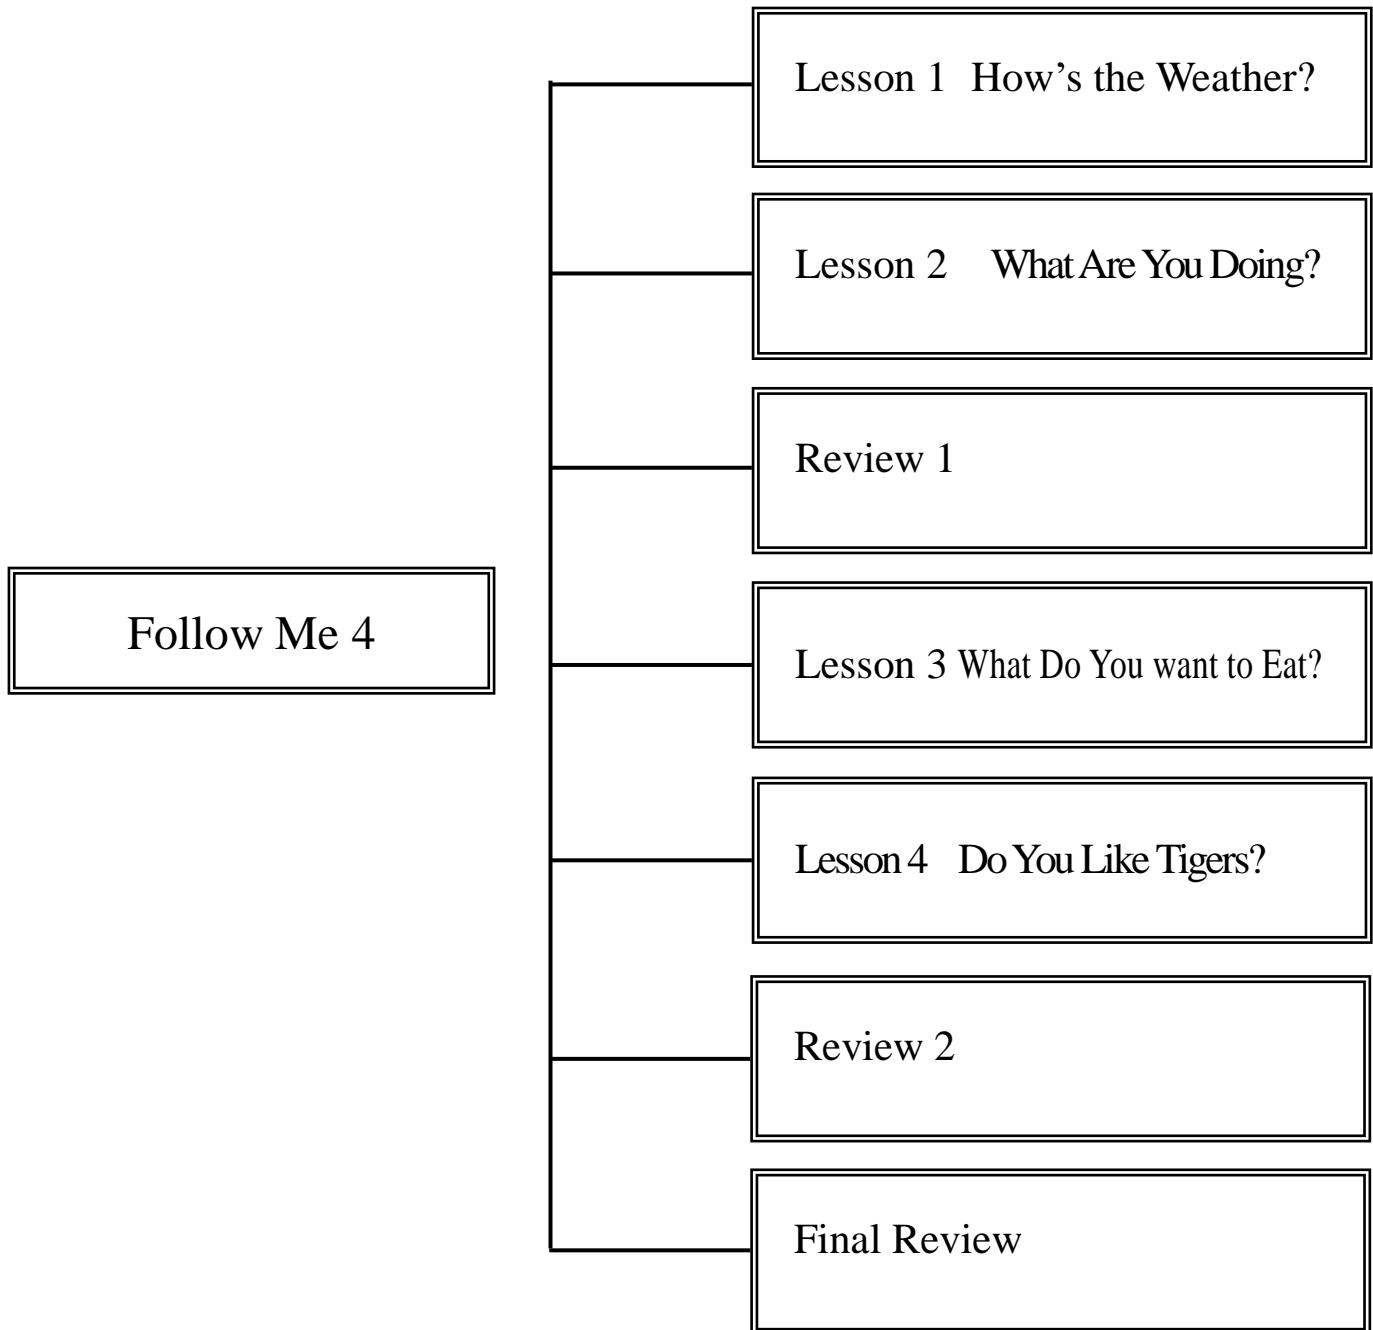 Lesson 1 How’s the Weather?
Lesson 2 What Are You Doing?
Review 1
Follow Me 4
Lesson 3 What Do You want to Eat?
Lesson 4 Do You Like Tigers?
Review 2
Final Review